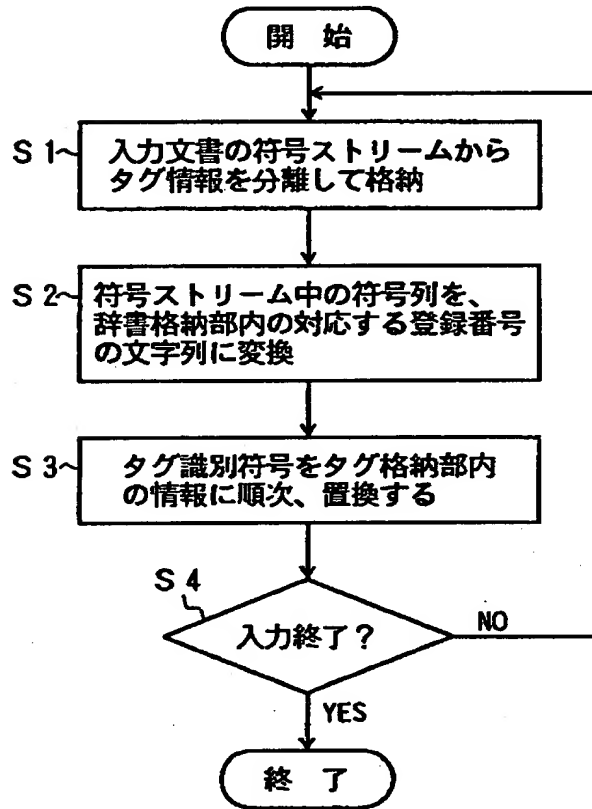 開 始
S1
入力文書の符号ストリームから
タグ情報を分離して格納
S2
符号ストリーム中の符号列を、
辞書格納部内の対応する登録番号
の文字列に変換
S3
タグ識別符号をタグ格納部内
の情報に順次、置換する
S4
入力終了？
NO
YES
終 了